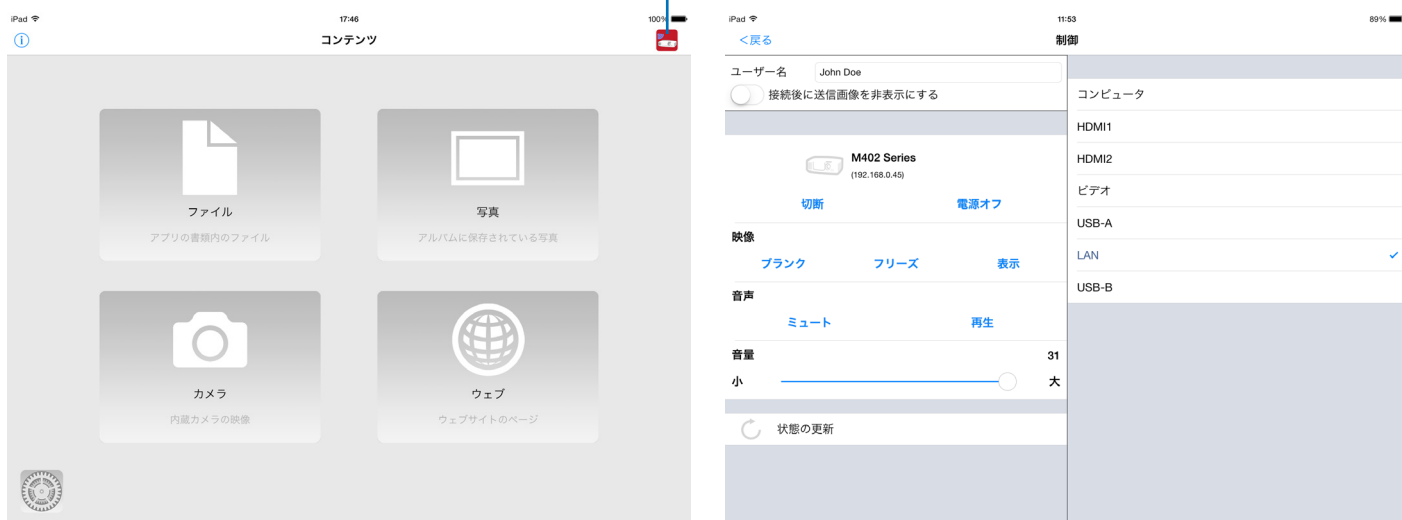 iPad 17:46 100%
コンテンツ
ファイル
アプリの書類内のファイル
写真
アルバムに保存されている写真
カメラ
内蔵カメラの映像
ウェブ
ウェブサイトのページ
iPad 11:53 89%
<戻る 制御
ユーザー名 John Doe
接続後に送信画像を非表示にする
M402 Series
(192.168.0.45)
切断 電源オフ
映像
ブランク フリーズ 表示
音声
ミュート 再生
音量 31
小 大
状態の更新
コンピュータ
HDMI1
HDMI2
ビデオ
USB-A
LAN
USB-B